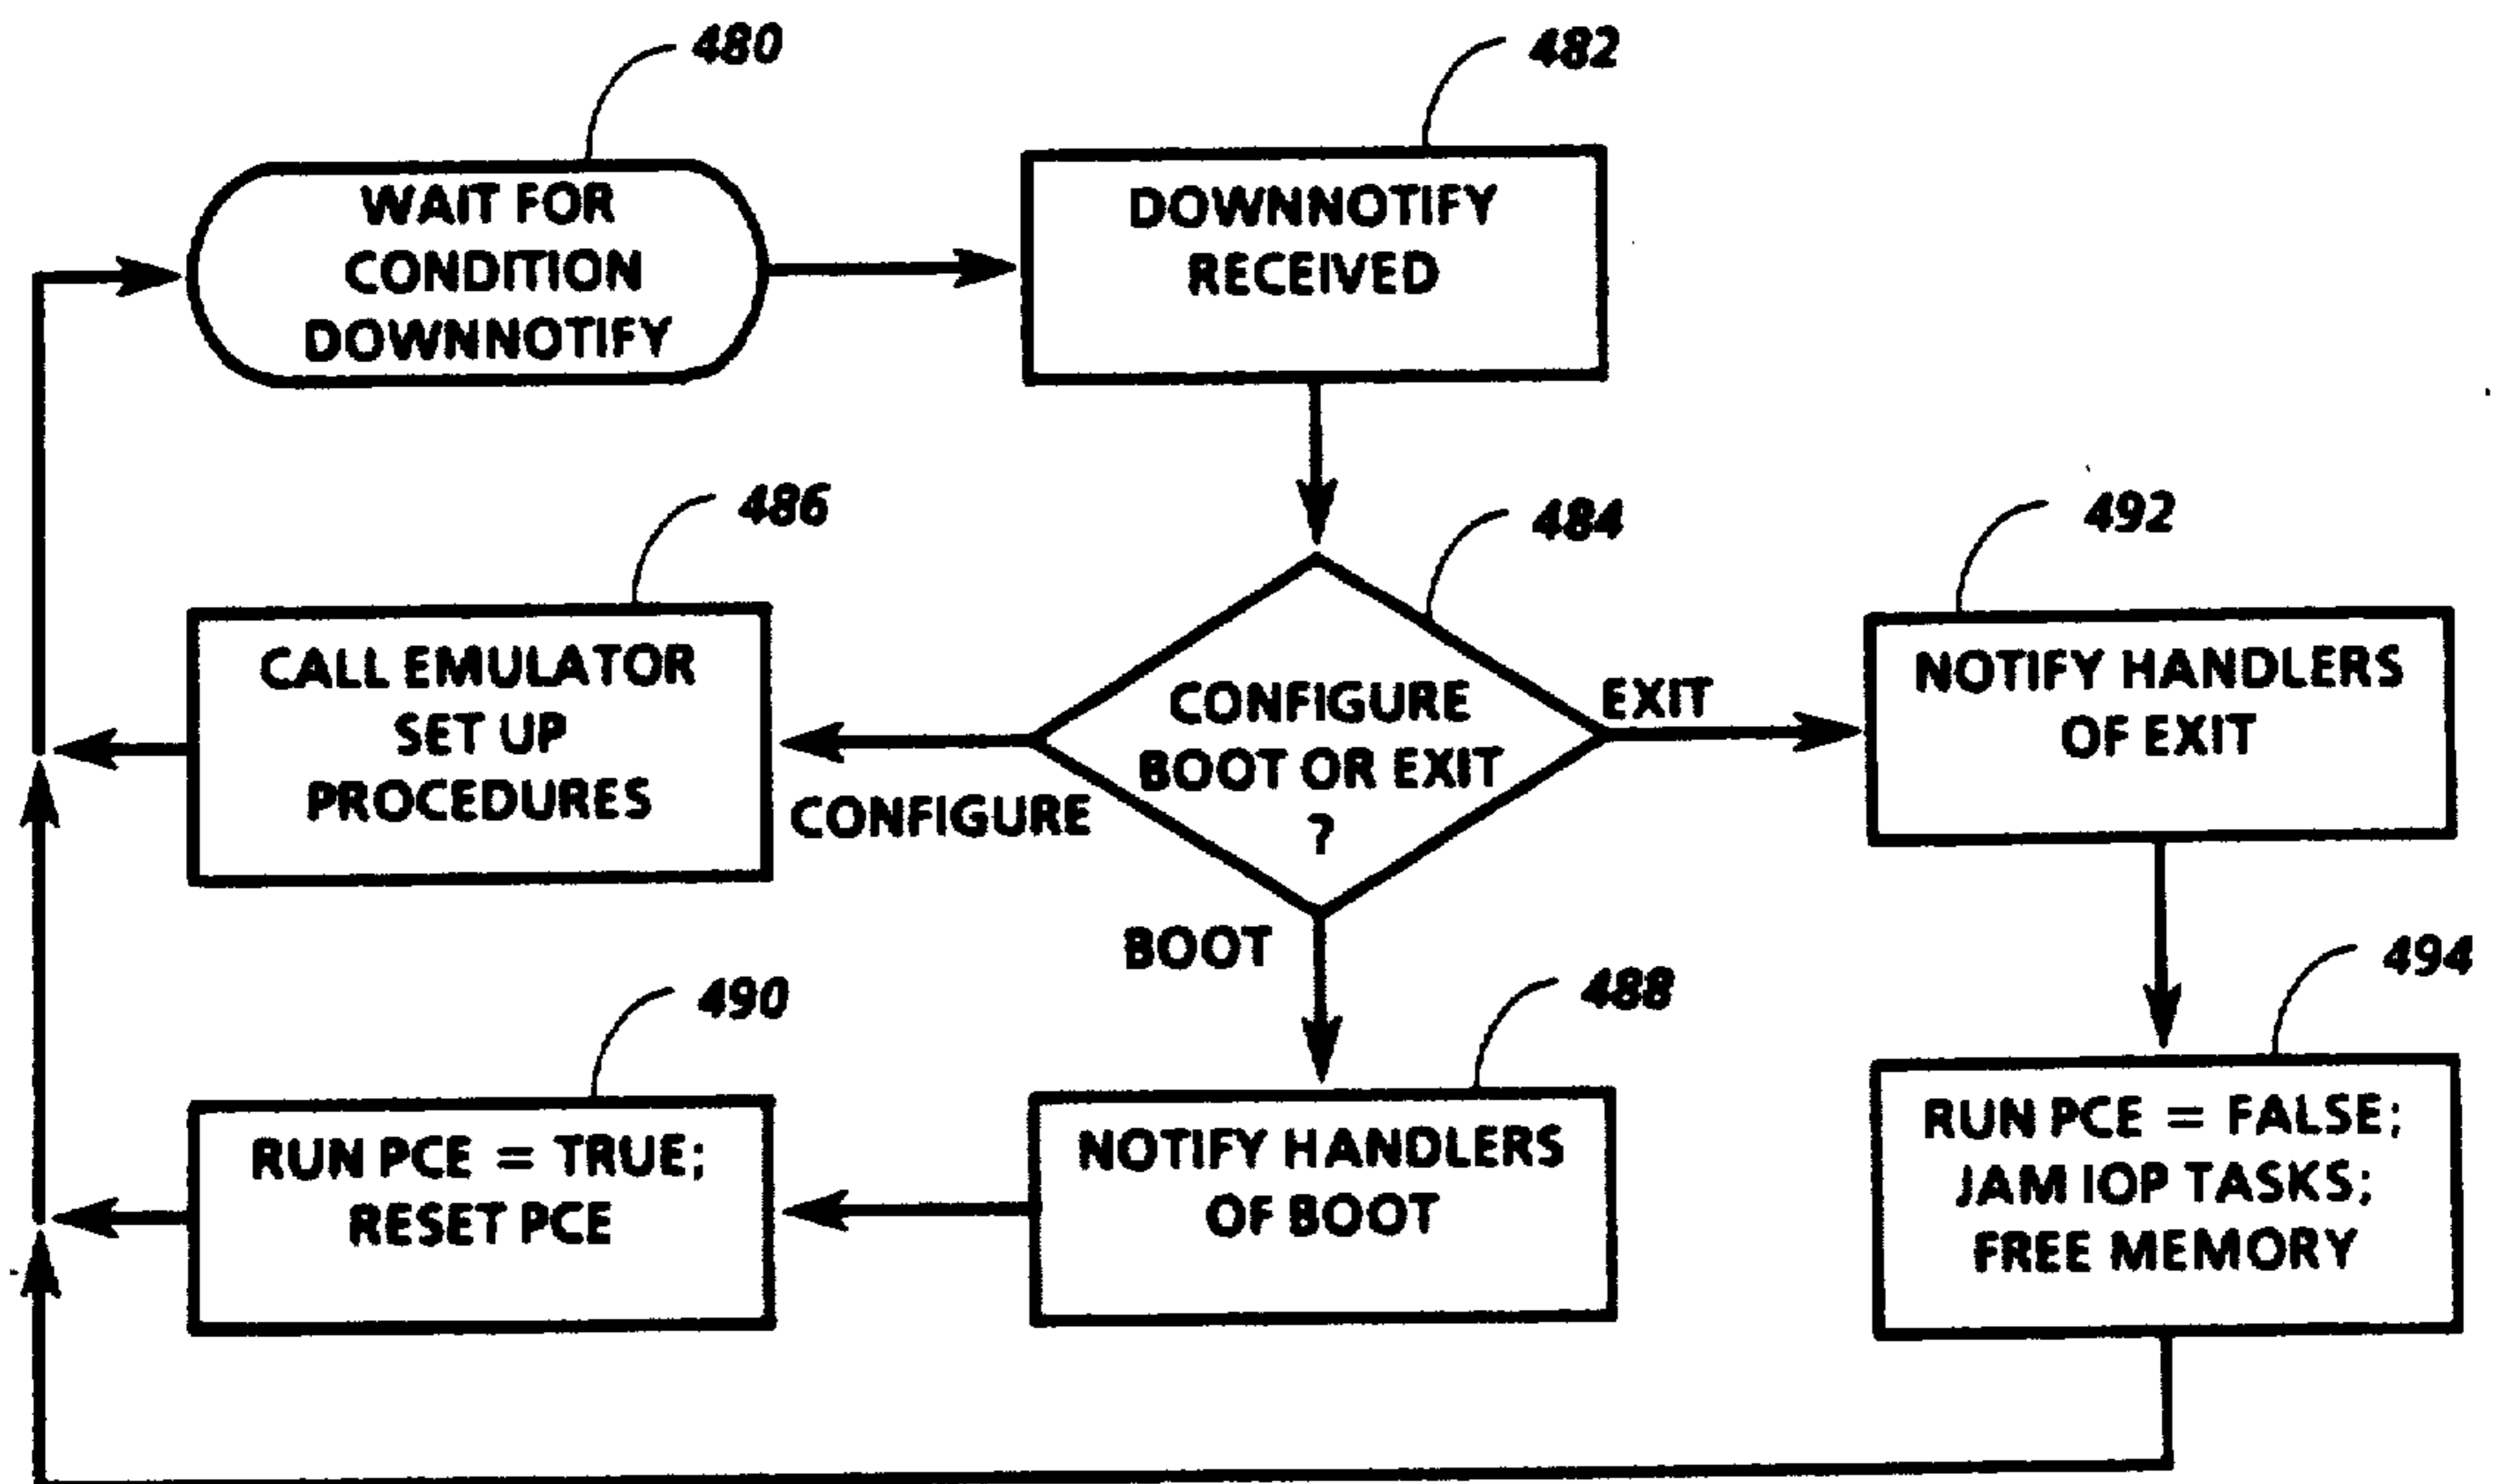 480
WAIT FOR
CONDITION
DOWNNOTIFY
482
DOWNNOTIFY
RECEIVED
486
CALL EMULATOR
SET UP
PROCEDURES
484
CONFIGURE
BOOT OR EXIT
?
CONFIGURE
EXIT
BOOT
492
NOTIFY HANDLERS
OF EXIT
490
RUN PCE = TRUE;
RESET PCE
488
NOTIFY HANDLERS
OF BOOT
494
RUN PCE = FALSE;
JAM IOP TASKS;
FREE MEMORY